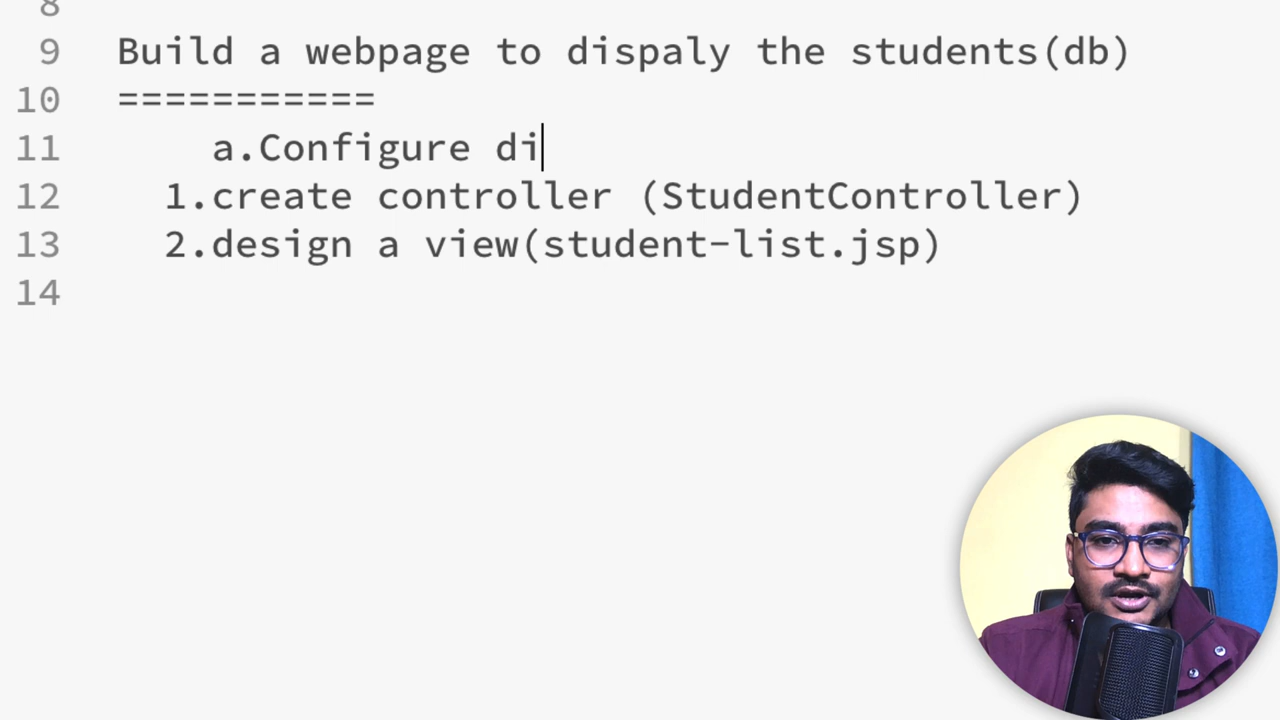 8
9 Build a webpage to dispaly the students(db)
10 ===========
11 a.Configure di
12 1.create controller (StudentController)
13 2.design a view(student-list.jsp)
14